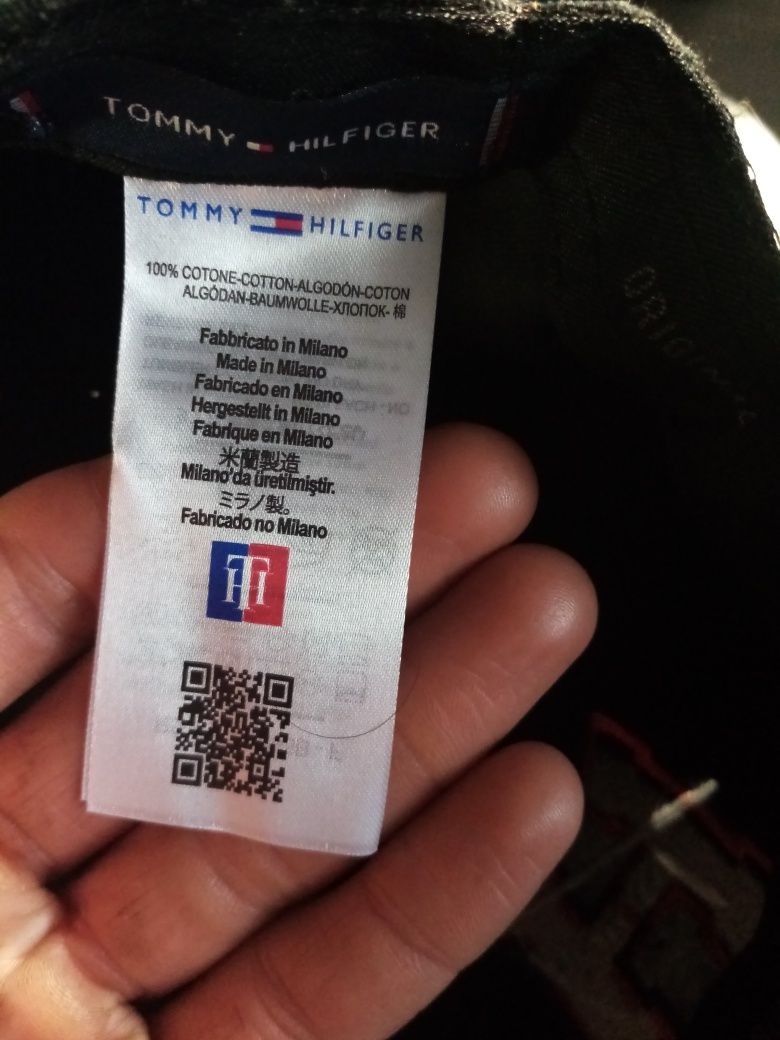 TOMMY HILFIGER
TOMMY HILFIGER
100% COTONE-COTTON-ALGODÓN-COTON
ALGÓDAN-BAUMWOLLE-ХЛОПОК- 棉
Fabbricato in Milano
Made in Milano
Fabricado en Milano
Hergestellt in Milano
Fabrique en Milano
米蘭製造
Milano'da üretilmiştir.
ミラノ製。
Fabricado no Milano
TH